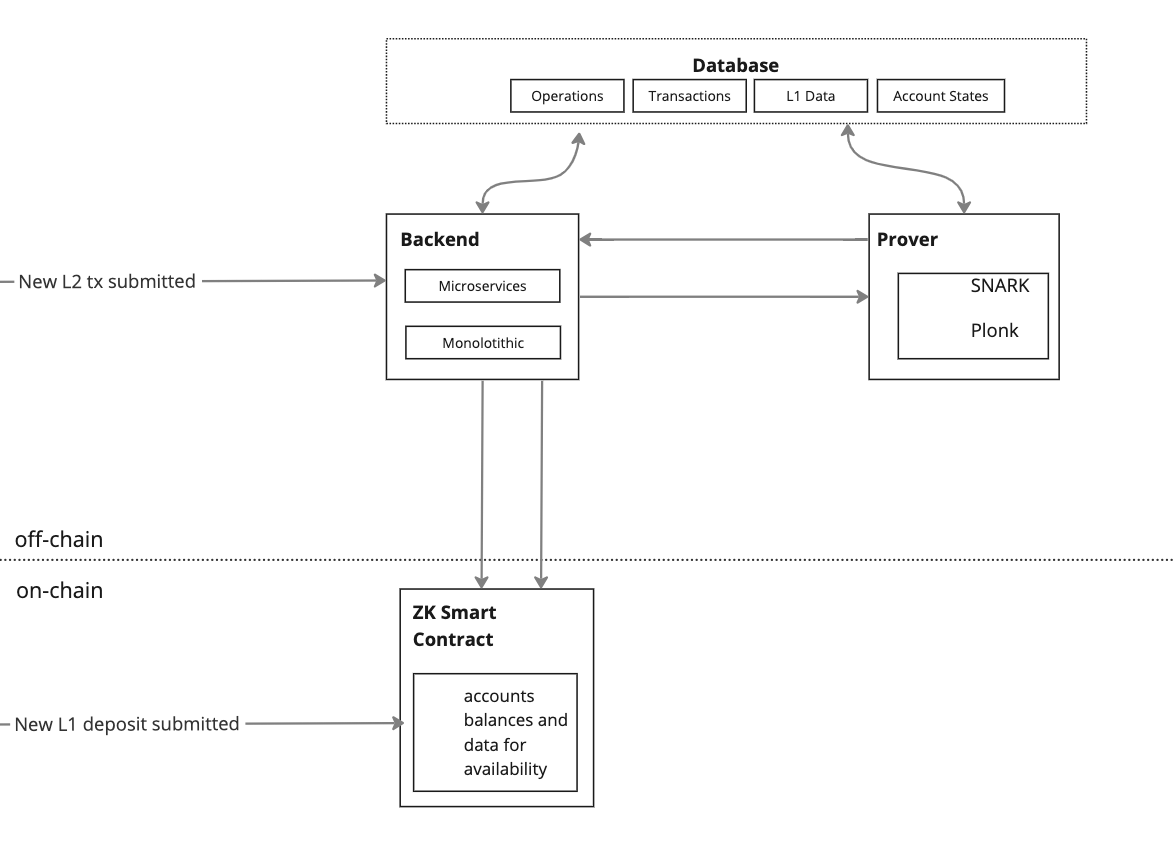 Database
Operations
Transactions
L1 Data
Account States
Backend
Prover
New L2 tx submitted
Microservices
SNARK
Monolotithic
Plonk
off-chain
on-chain
ZK Smart
Contract
New L1 deposit submitted
accounts
balances and
data for
availability